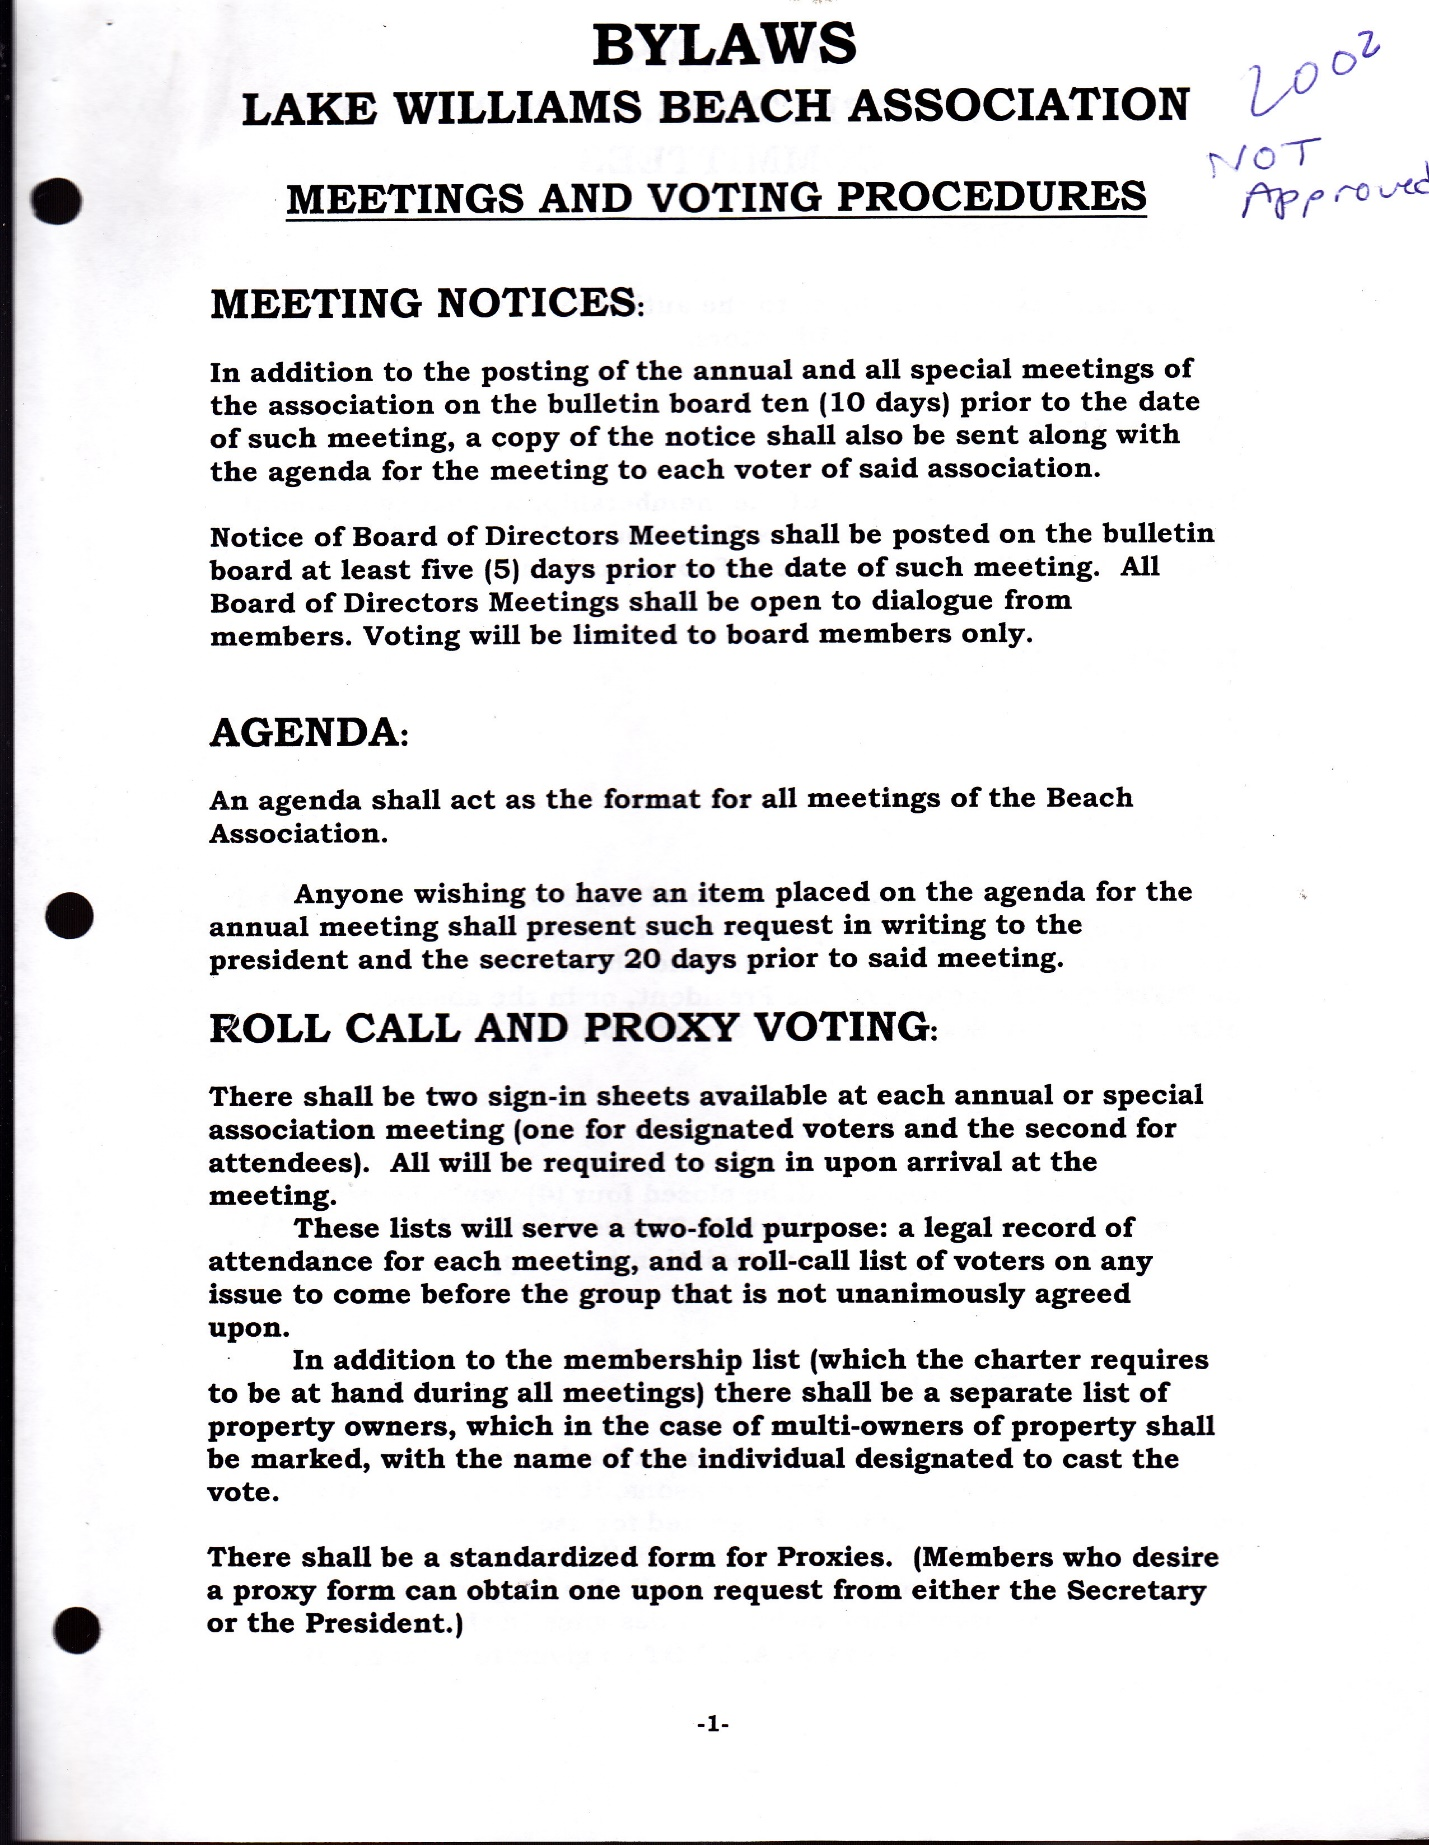 BYLAWS
LAKE WILLIAMS BEACH ASSOCIATION
2002
NOT
Approved
MEETINGS AND VOTING PROCEDURES
MEETING NOTICES:
In addition to the posting of the annual and all special meetings of
the association on the bulletin board ten (10 days) prior to the date
of such meeting, a copy of the notice shall also be sent along with
the agenda for the meeting to each voter of said association.
Notice of Board of Directors Meetings shall be posted on the bulletin
board at least five (5) days prior to the date of such meeting.  All
Board of Directors Meetings shall be open to dialogue from
members. Voting will be limited to board members only.
AGENDA:
An agenda shall act as the format for all meetings of the Beach
Association.
Anyone wishing to have an item placed on the agenda for the
annual meeting shall present such request in writing to the
president and the secretary 20 days prior to said meeting.
ROLL CALL AND PROXY VOTING:
There shall be two sign-in sheets available at each annual or special
association meeting (one for designated voters and the second for
attendees).  All will be required to sign in upon arrival at the
meeting.
These lists will serve a two-fold purpose: a legal record of
attendance for each meeting, and a roll-call list of voters on any
issue to come before the group that is not unanimously agreed
upon.
In addition to the membership list (which the charter requires
to be at hand during all meetings) there shall be a separate list of
property owners, which in the case of multi-owners of property shall
be marked, with the name of the individual designated to cast the
vote.
There shall be a standardized form for Proxies.  (Members who desire
a proxy form can obtain one upon request from either the Secretary
or the President.)
-1-